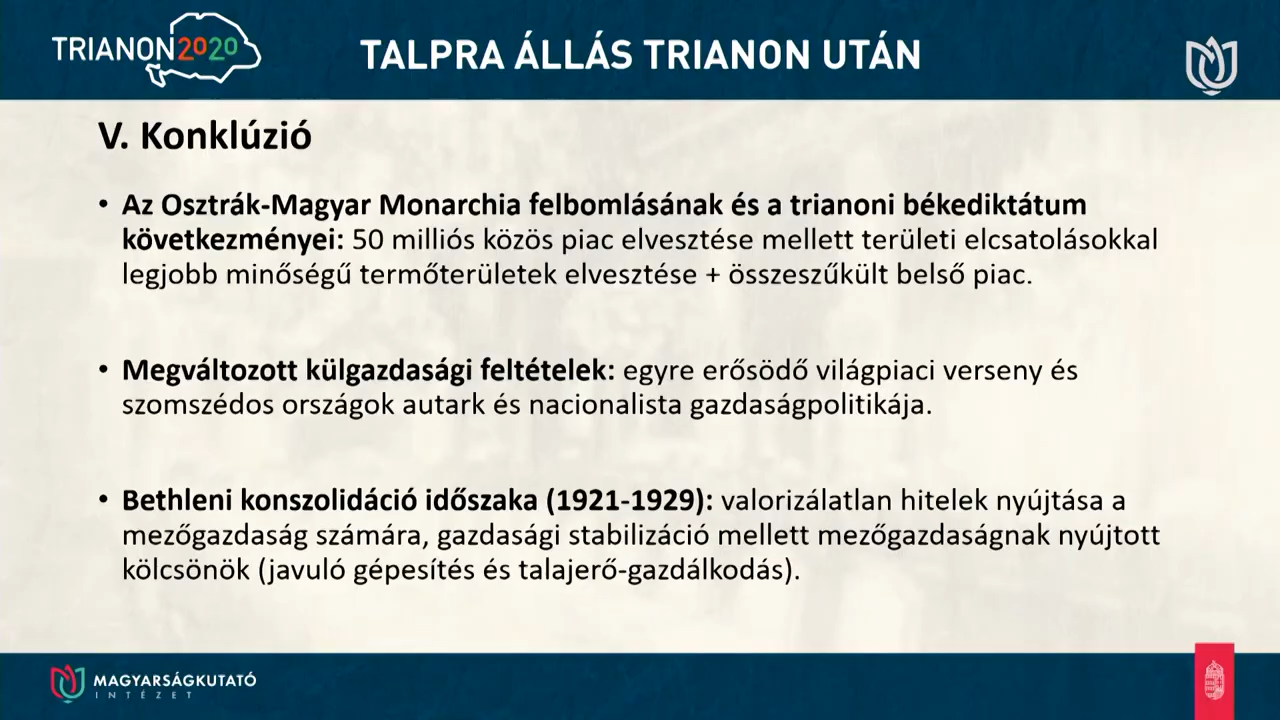 TRIANON2020
TALPRA ÁLLÁS TRIANON UTÁN
V. Konklúzió
• Az Osztrák-Magyar Monarchia felbomlásának és a trianoni békediktátum
következményei: 50 milliós közös piac elvesztése mellett területi elcsatolásokkal
legjobb minőségű termőterületek elvesztése + összeszűkült belső piac.
• Megváltozott külgazdasági feltételek: egyre erősödő világpiaci verseny és
szomszédos országok autark és nacionalista gazdaságpolitikája.
• Bethleni konszolidáció időszaka (1921-1929): valorizálatlan hitelek nyújtása a
mezőgazdaság számára, gazdasági stabilizáció mellett mezőgazdaságnak nyújtott
kölcsönök (javuló gépesítés és talajerő-gazdálkodás).
MAGYARSÁGKUTATÓ
INTÉZET